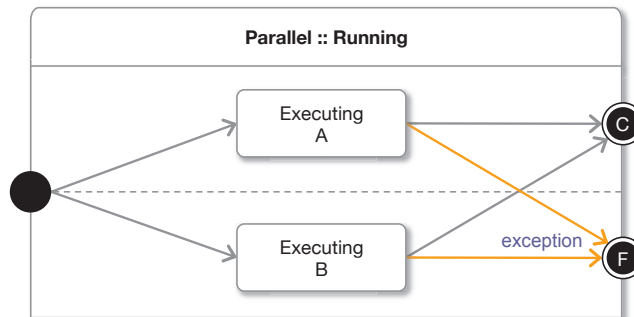 Parallel :: Running
Executing
A
C
Executing
B
exception
F